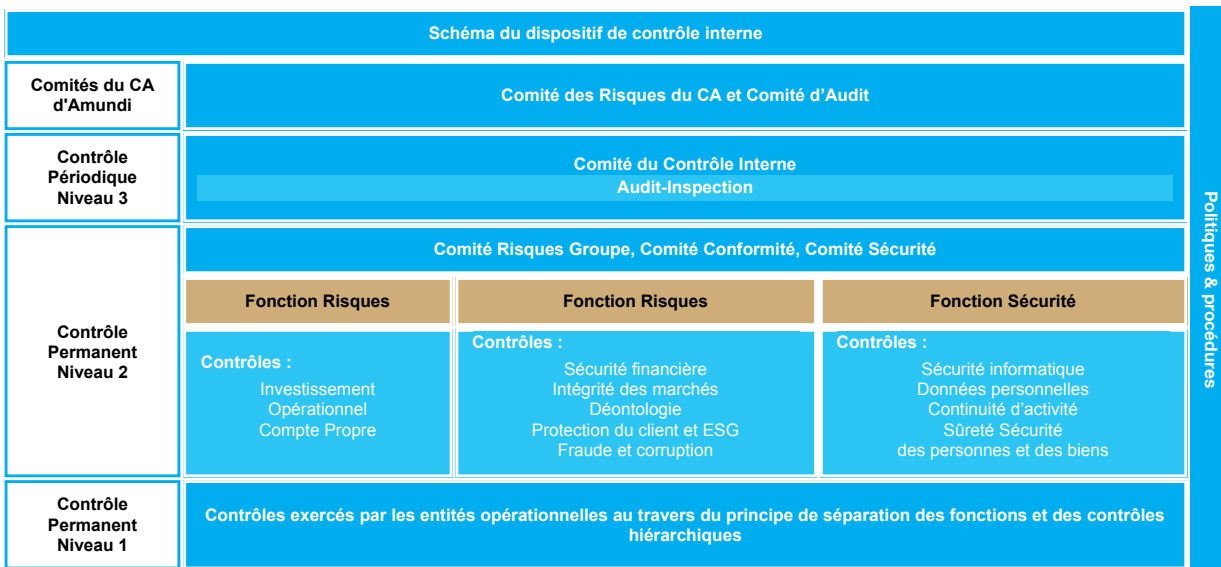 Schéma du dispositif de contrôle interne
Comités du CA
d'Amundi
Comité des Risques du CA et Comité d'Audit
Contrôle
Périodique
Niveau 3
Comité du Contrôle Interne
Audit-Inspection
Contrôle
Permanent
Niveau 2
Comité Risques Groupe, Comité Conformité, Comité Sécurité
Fonction Risques
Contrôles :
Investissement
Opérationnel
Compte Propre
Fonction Risques
Contrôles :
Sécurité financière
Intégrité des marchés
Déontologie
Protection du client et ESG
Fraude et corruption
Fonction Sécurité
Contrôles :
Sécurité informatique
Données personnelles
Continuité d'activité
Sûreté Sécurité
des personnes et des biens
Contrôle
Permanent
Niveau 1
Contrôles exercés par les entités opérationnelles au travers du principe de séparation des fonctions et des contrôles
hiérarchiques
Politiques & procédures